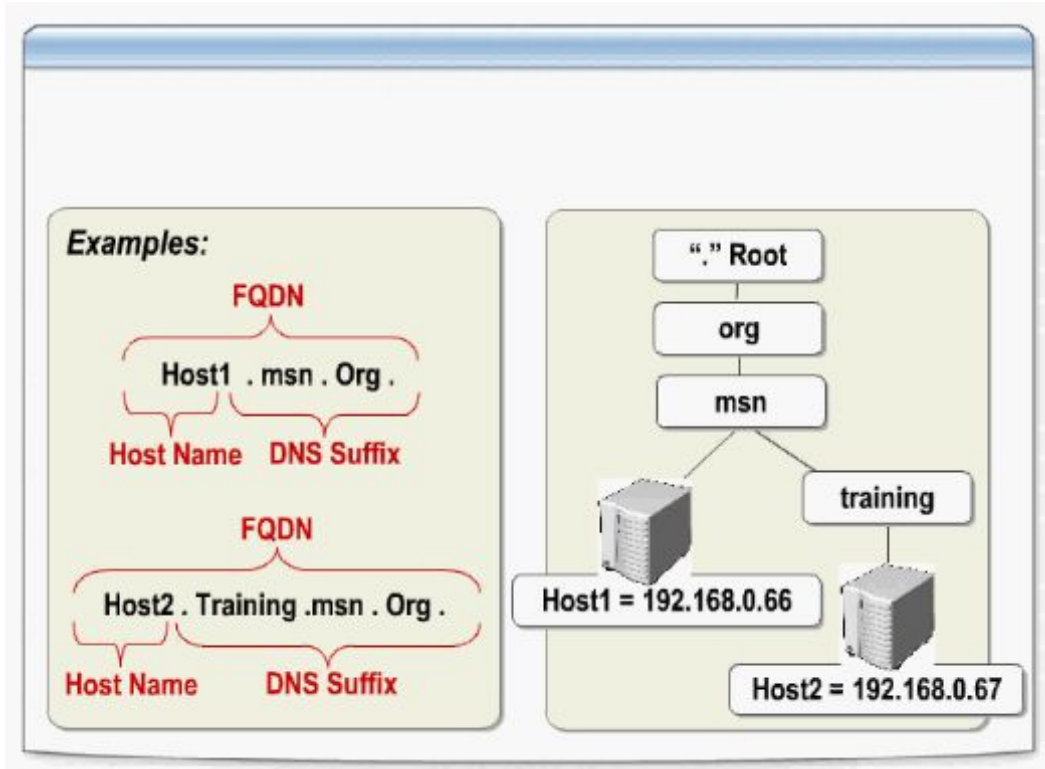 Examples:
FQDN
Host1 . msn . Org .
Host Name DNS Suffix
FQDN
Host2 . Training .msn . Org .
Host Name DNS Suffix
“.” Root
org
msn
training
Host1 = 192.168.0.66
Host2 = 192.168.0.67